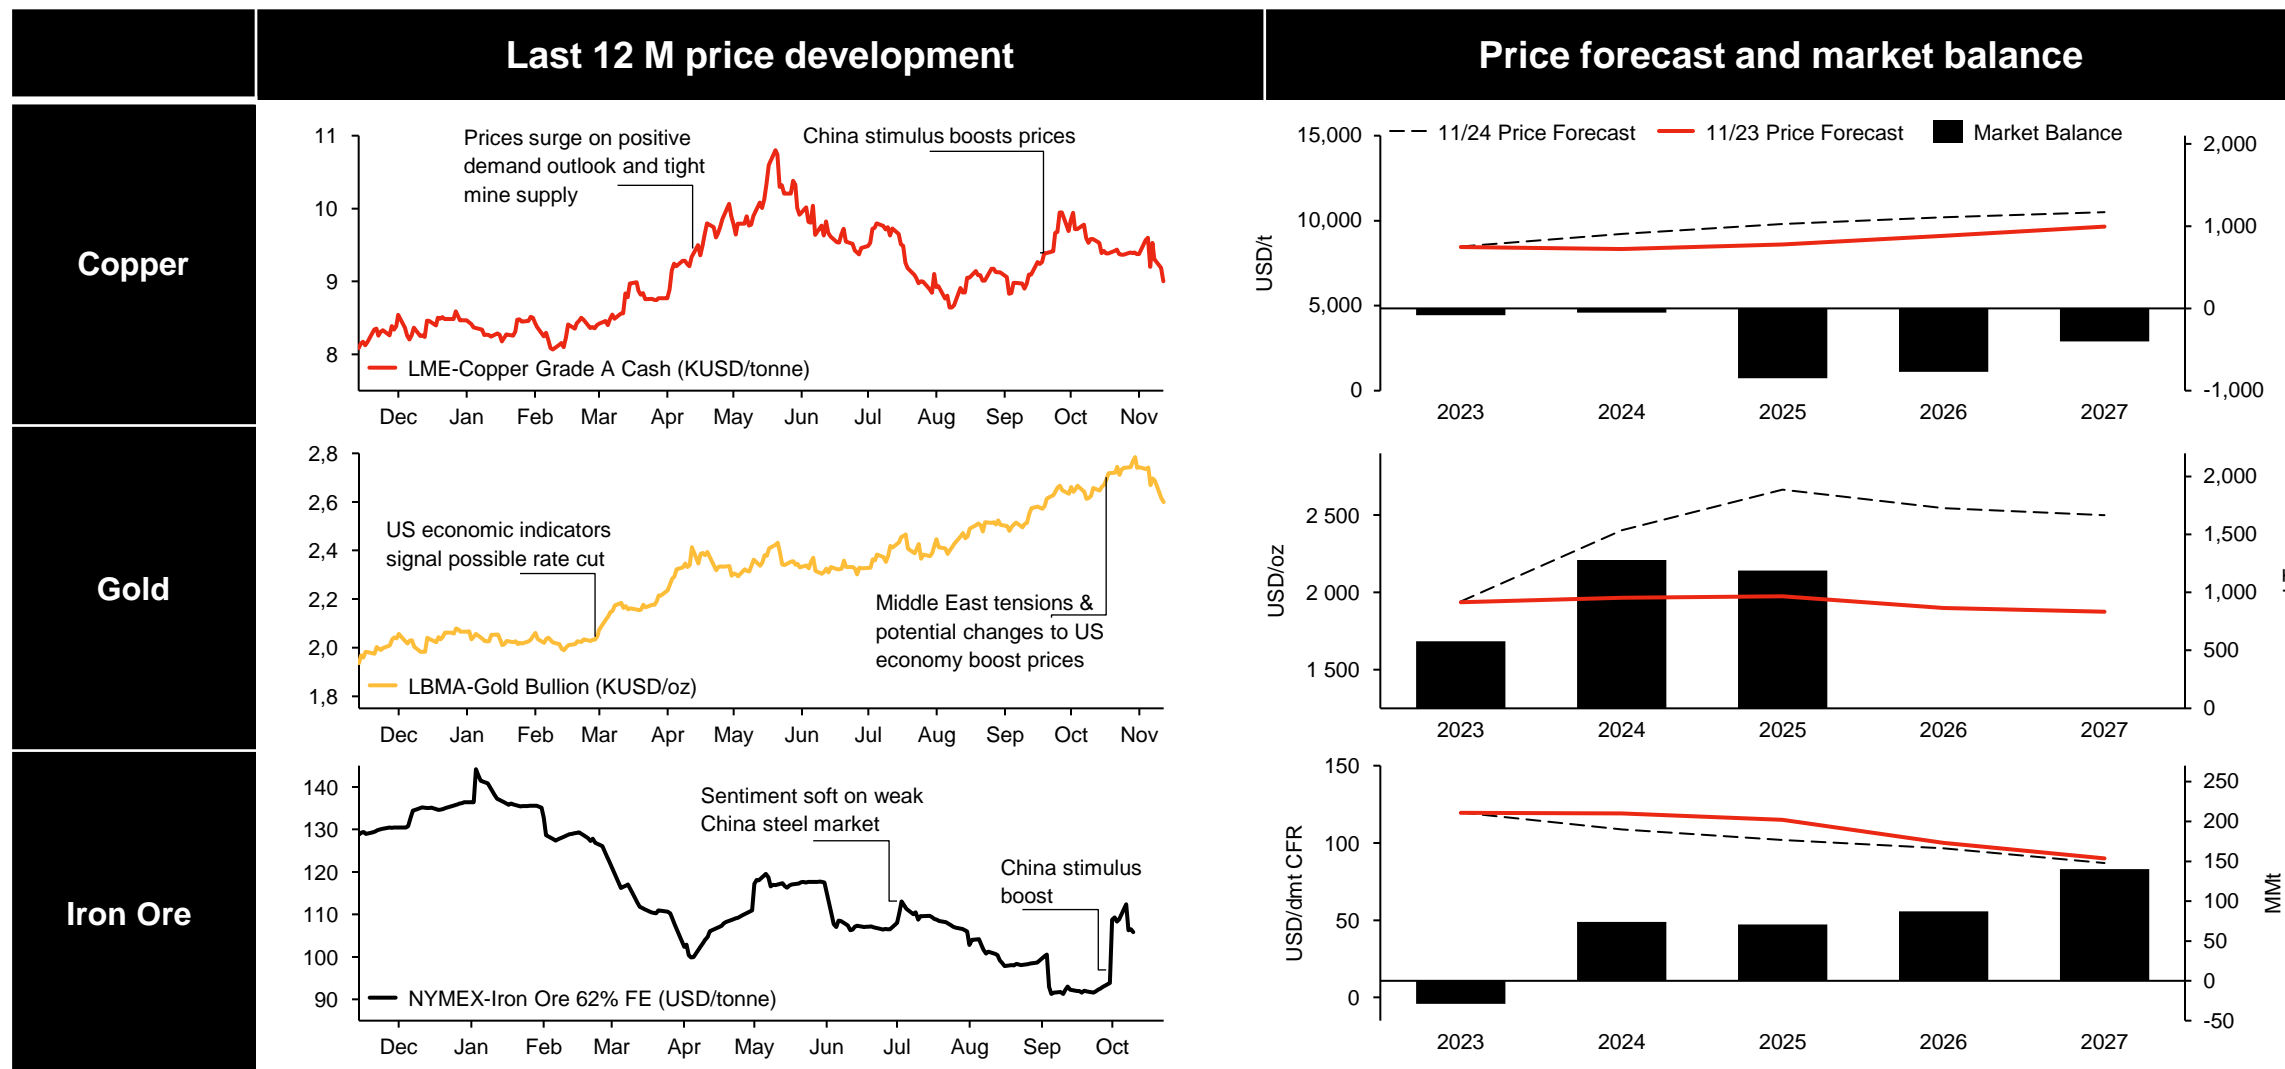 Last 12 M price development
Price forecast and market balance
Copper
11
10
9
8
Prices surge on positive
demand outlook and tight
mine supply
China stimulus boosts prices
LME-Copper Grade A Cash (KUSD/tonne)
Dec Jan Feb Mar Apr May Jun Jul Aug Sep Oct Nov
15,000
10,000
5,000
0
USD/t
11/24 Price Forecast
11/23 Price Forecast
Market Balance
2,000
1,000
0
-1,000
2023 2024 2025 2026 2027
Gold
2,8
2,6
2,4
2,2
2,0
1,8
US economic indicators
signal possible rate cut
Middle East tensions &
potential changes to US
economy boost prices
LBMA-Gold Bullion (KUSD/oz)
Dec Jan Feb Mar Apr May Jun Jul Aug Sep Oct Nov
2 500
2 000
1 500
USD/oz
2,000
1,500
1,000
500
0
2023 2024 2025 2026 2027
Iron Ore
140
130
120
110
100
90
Sentiment soft on weak
China steel market
China stimulus
boost
NYMEX-Iron Ore 62% FE (USD/tonne)
Dec Jan Feb Mar Apr May Jun Jul Aug Sep Oct
150
100
50
0
USD/dmt CFR
250
200
150
100
50
0
-50
MMt
2023 2024 2025 2026 2027